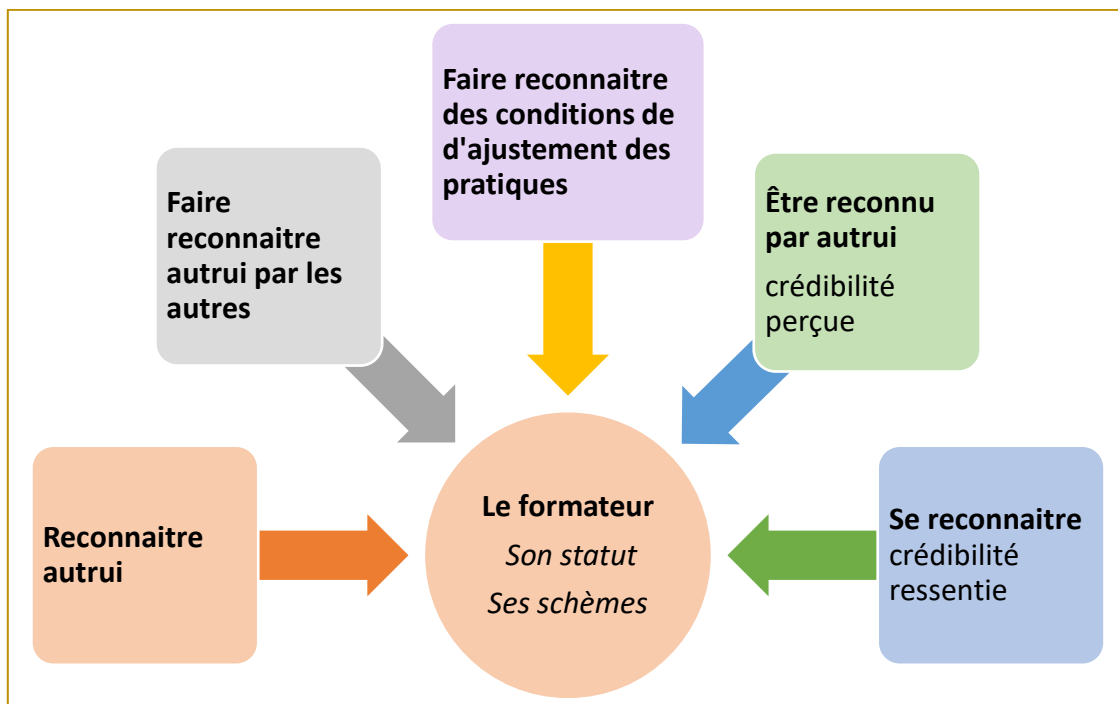 Faire reconnaitre
des conditions de
d'ajustement des
pratiques
Faire
reconnaitre
autrui par les
autres
Être reconnu
par autrui
crédibilité
perçue
Reconnaitre
autrui
Le formateur
Son statut
Ses schèmes
Se reconnaitre
crédibilité
ressentie